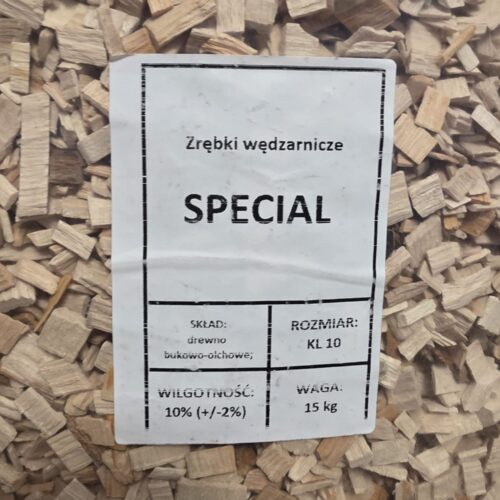 Zrębki wędzarnicze
SPECIAL
SKŁAD:
drewno
bukowo-olchowe;
ROZMIAR:
KL 10
WILGOTNOŚĆ:
10% (+/-2%)
WAGA:
15 kg